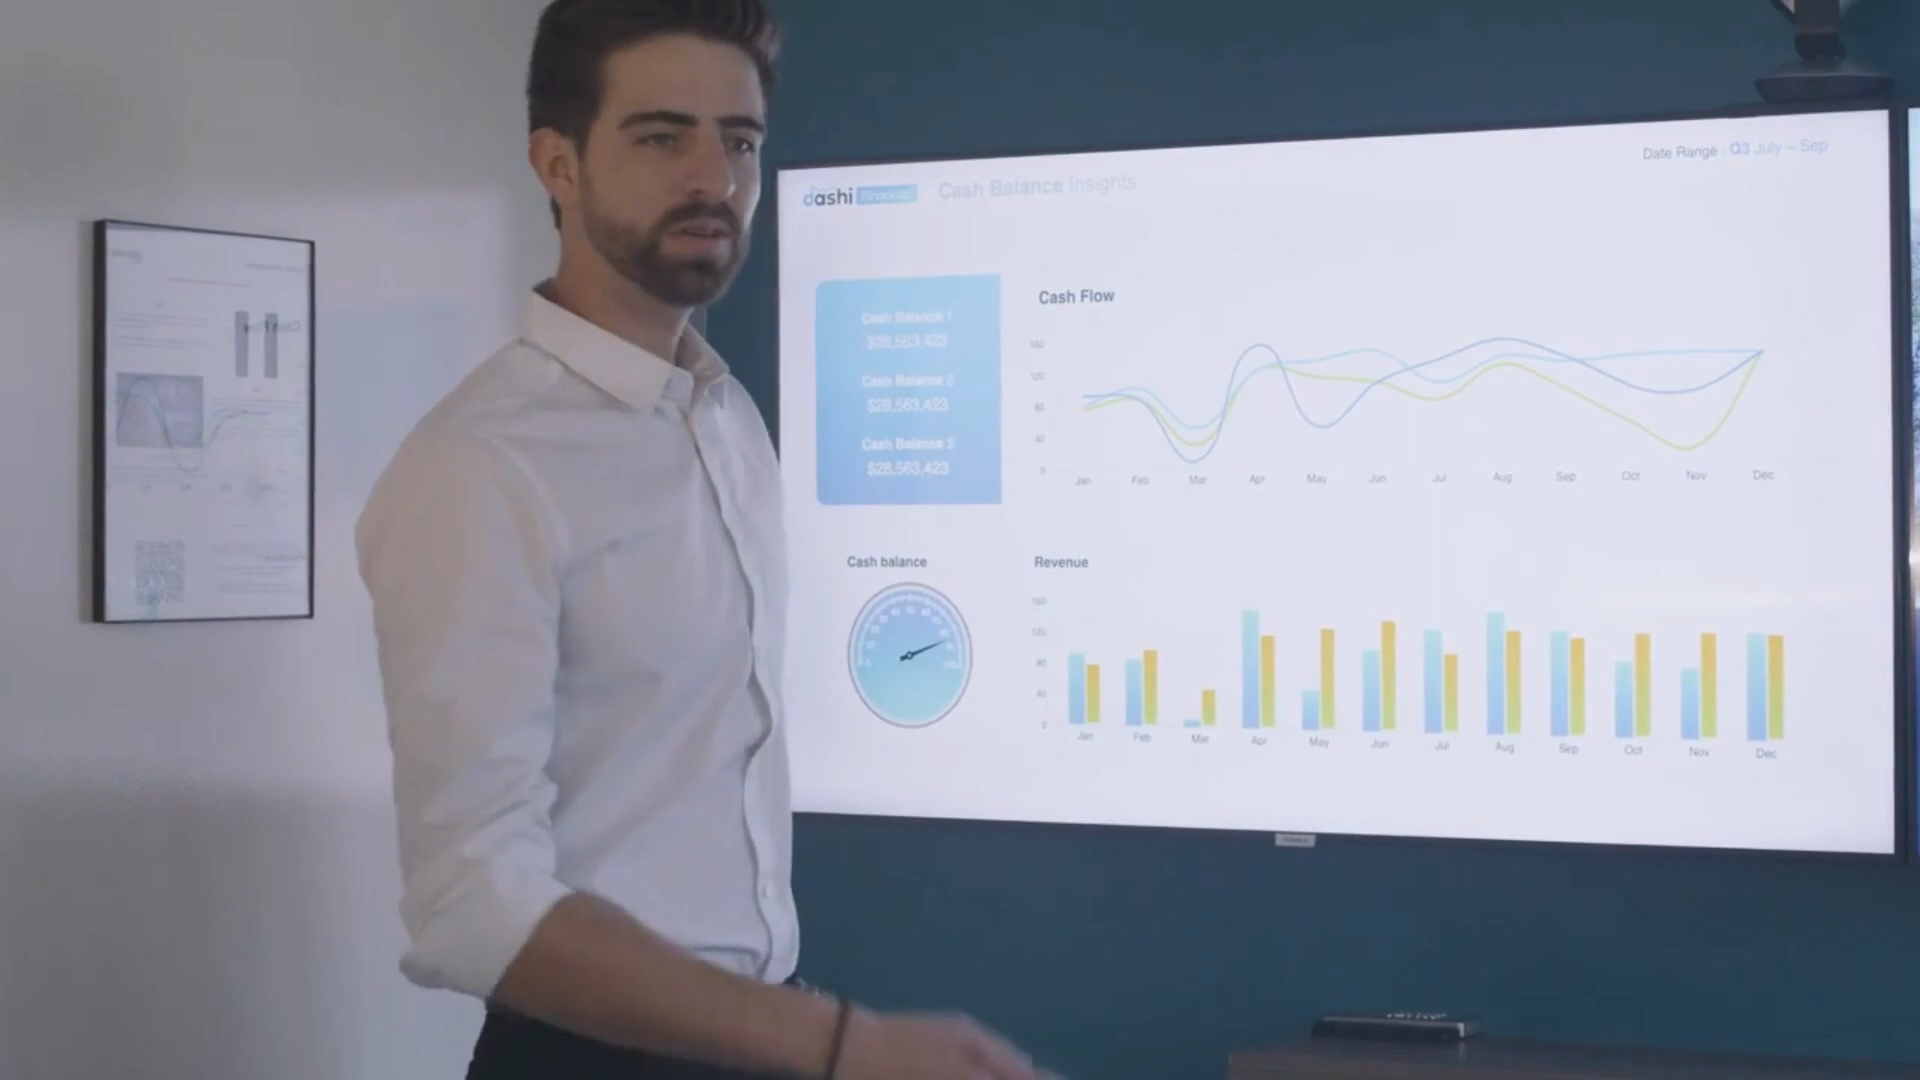 Date Range : Q3 July – Sep
dashi Financial Cash Balance Insights
Cash Balance 1
$28,563,423
Cash Balance 2
$28,563,423
Cash Balance 3
$28,563,423
Cash Flow
160
120
80
40
0
Jan Feb Mar Apr May Jun Jul Aug Sep Oct Nov Dec
Cash balance
Revenue
160
120
80
40
0
Jan Feb Mar Apr May Jun Jul Aug Sep Oct Nov Dec